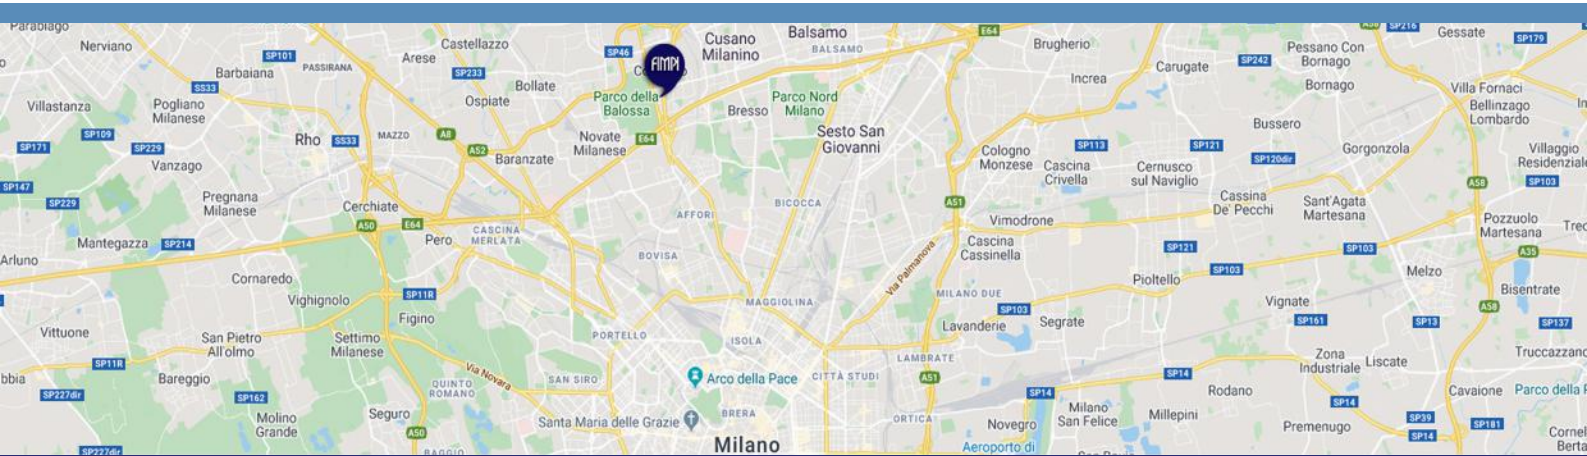 Parabiago
Nerviano
SP101
PASSIRANA
Arese
Castellazzo
SP233
SP46
AMPI
Cusano
Milanino
Balsamo
BALSAMO
E64
Brugherio
Pessano Con
Bornago
SP216
Gessate
SP179
Barbaiana
SS33
Bollate
Ospiate
Parco della
Balossa
Bresso
Parco Nord
Milano
Increa
Carugate
SP242
Bornago
Villa Fornaci
Bellinzago
Lombardo
Villastanza
Pogliano
Milanese
SP109
SP171
SP229
Vanzago
Rho
SS33
MAZZO
A8
A52
Baranzate
Novate
Milanese
E64
Sesto San
Giovanni
Cologno
Monzese
SP113
SP121
Bussero
SP120dir
Gorgonzola
Villaggio
Residenziale
SP103
SP147
SP229
Pregnana
Milanese
Cerchiate
Cascina
Crivella
Cernusco
sul Naviglio
A58
A51
AFFORI
BICOCCA
Cassina
De' Pecchi
Sant'Agata
Martesana
Mantegazza
SP214
A50
E64
Pero
CASCINA
MERLATA
Vimodrone
Cascina
Cassinella
SP121
SP103
Pozzuolo
Martesana
A35
Arluno
Cornaredo
BOVISA
Via Palmanova
Pioltello
SP103
Melzo
Bisentrate
Vighignolo
SP11R
Figino
MAGGIOLINA
MILANO DUE
SP103
Vignate
SP161
A58
SP13
SP137
Vittuone
San Pietro
All'olmo
Settimo
Milanese
PORTELLO
ISOLA
Lavanderie
Segrate
SP11R
Bareggio
Via Novara
LAMBRATE
Zona
Industriale
Liscate
Truccazzano
SP227dir
SP162
QUINTO
ROMANO
SAN SIRO
Arco della Pace
CITTÀ STUDI
A51
SP14
SP14
Rodano
Cavaione
Molino
Grande
Seguro
A50
Santa Maria delle Grazie
BRERA
ORTICA
Novegro
Milano
San Felice
Millepini
SP14
Premenugo
SP39
SP14
SP181
SP227dir
BAGGIO
Milano
Aeroporto di